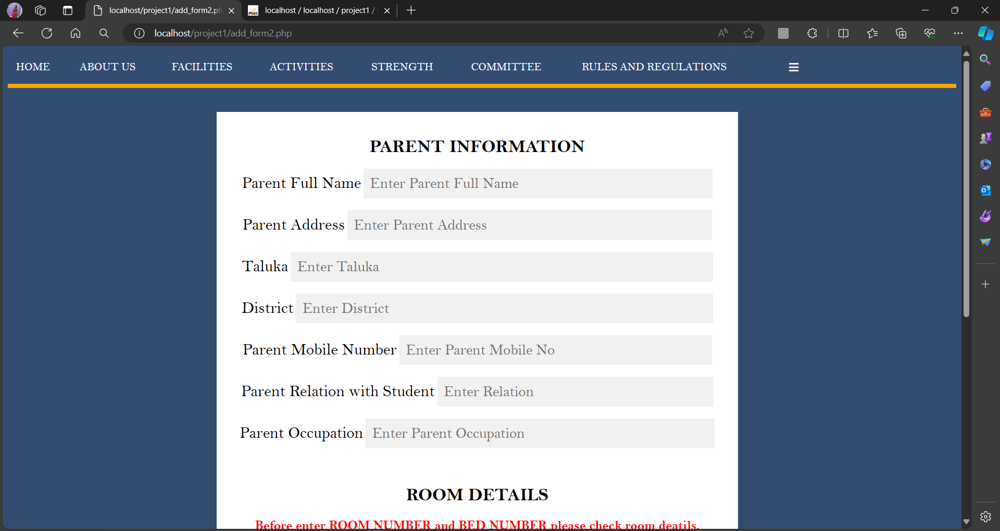 localhost/project1/add_form2.ph
localhost / localhost / project1 /
localhost/project1/add_form2.php
HOME ABOUT US FACILITIES ACTIVITIES STRENGTH COMMITTEE RULES AND REGULATIONS
PARENT INFORMATION
Parent Full Name Enter Parent Full Name
Parent Address Enter Parent Address
Taluka Enter Taluka
District Enter District
Parent Mobile Number Enter Parent Mobile No
Parent Relation with Student Enter Relation
Parent Occupation Enter Parent Occupation
ROOM DETAILS
Before enter ROOM NUMBER and BED NUMBER please check room deatils.